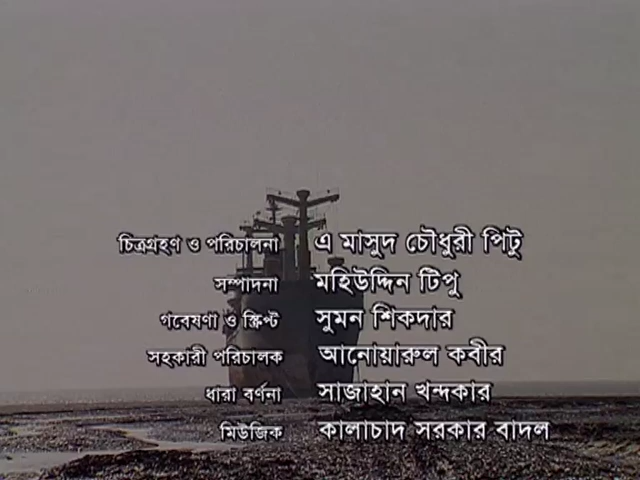 চিত্রগ্রহণ ও পরিচালনা এ মাসুদ চৌধুরী পিটু
সম্পাদনা মহিউদ্দিন টিপু
গবেষণা ও স্ক্রিপ্ট সুমন শিকদার
সহকারী পরিচালক আনোয়ারুল কবীর
ধারা বর্ণনা সাজাহান খন্দকার
মিউজিক কালাচাদ সরকার বাদল